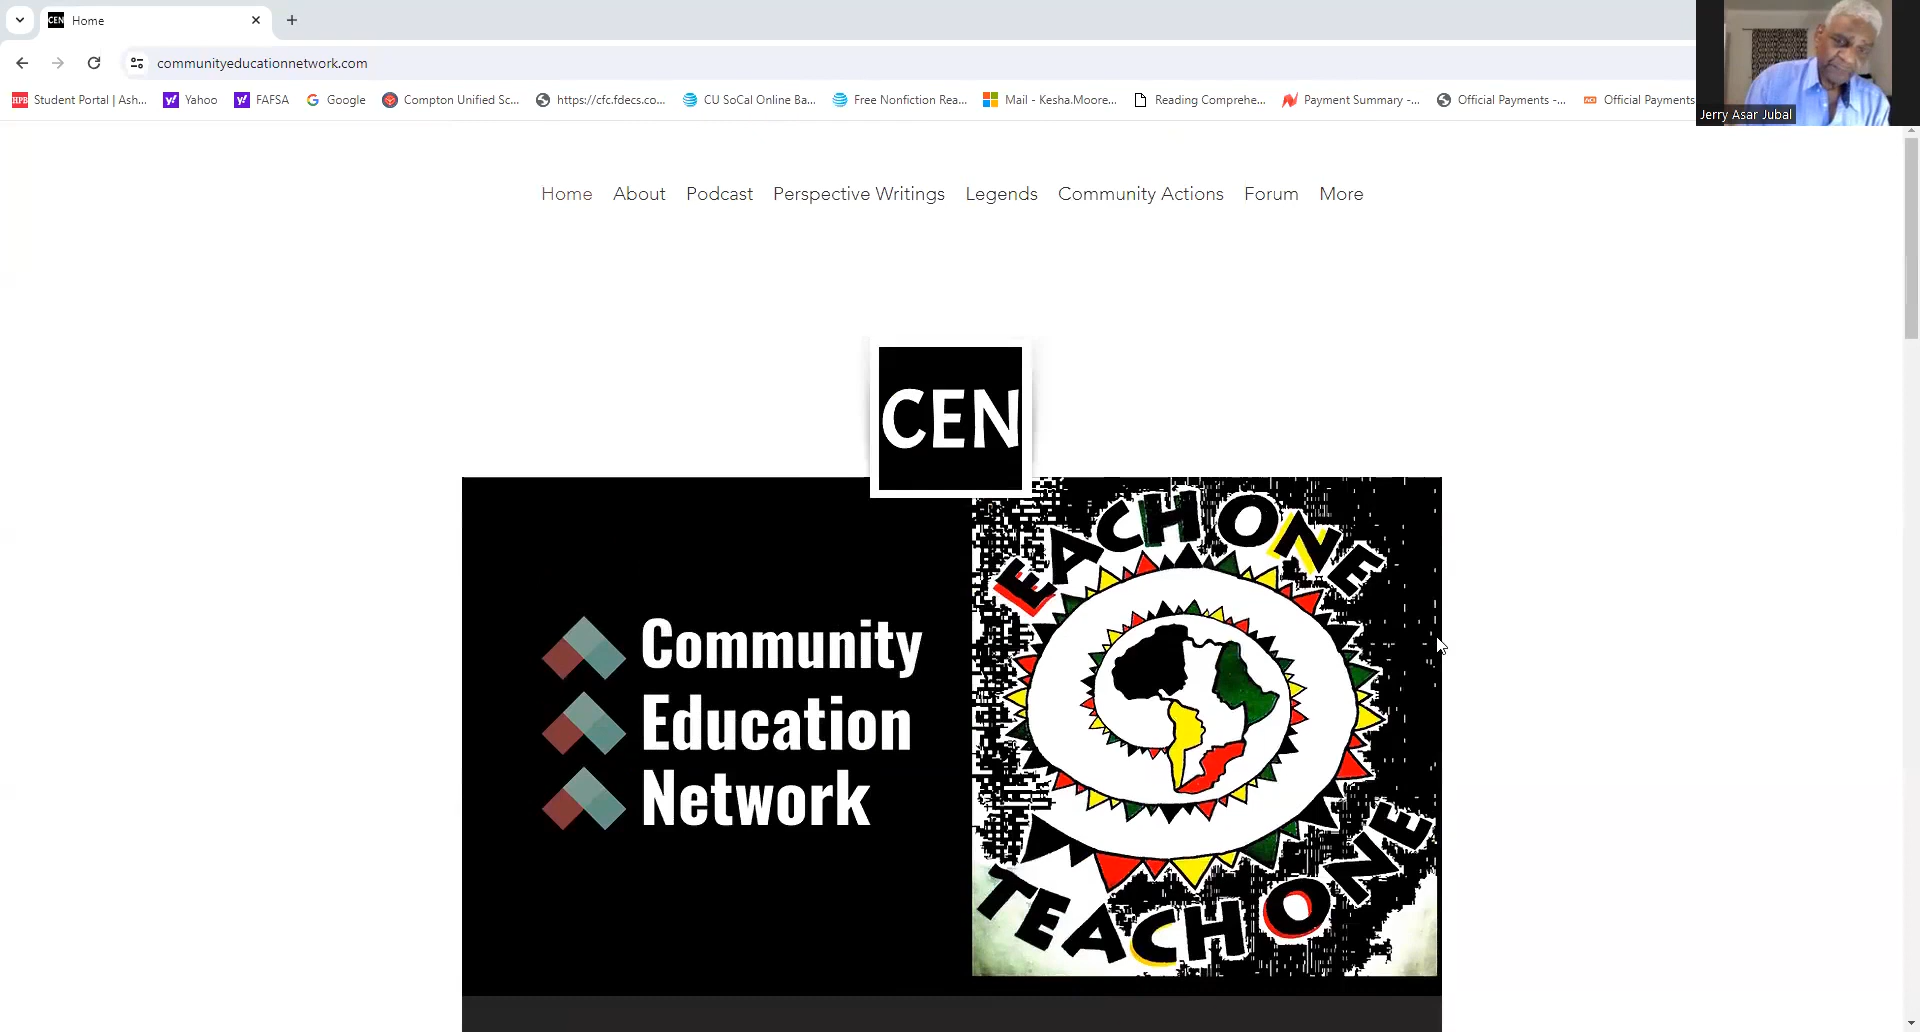 CEN Home
communityeducationnetwork.com
Student Portal | Ash... Yahoo FAFSA Google Compton Unified Sc... https://cfc.fdecs.co... CU SoCal Online Ba... Free Nonfiction Rea... Mail - Kesha.Moore... Reading Comprehe... Payment Summary -... Official Payments -... Official Payments
Jerry Asar Jubal
Home About Podcast Perspective Writings Legends Community Actions Forum More
CEN
Community
Education
Network
EACH ONE
TEACH ONE